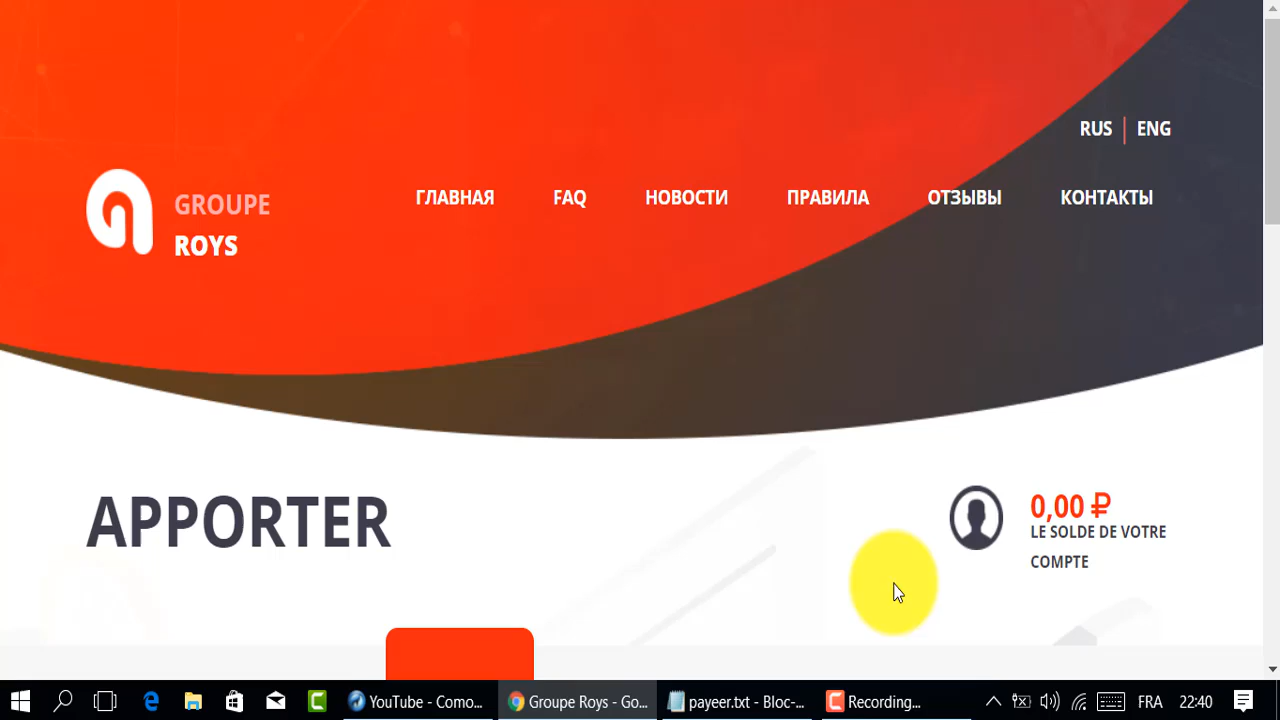 RUS | ENG
GROUPE
ROYS
ГЛАВНАЯ FAQ НОВОСТИ ПРАВИЛА ОТЗЫВЫ КОНТАКТЫ
APPORTER
0,00 ₽
LE SOLDE DE VOTRE
COMPTE
YouTube - Como... Groupe Roys - Go... payeer.txt - Bloc-... Recording... FRA 22:40